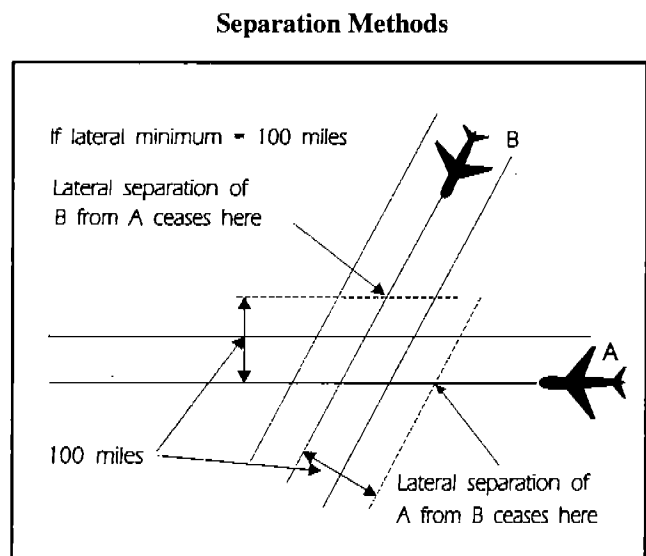 Separation Methods
If lateral minimum = 100 miles
B
Lateral separation of
B from A ceases here
A
100 miles
Lateral separation of
A from B ceases here